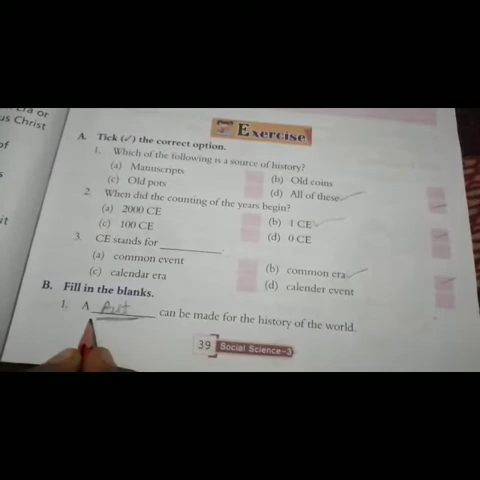 Era or
us Christ
of
it
Exercise
A. Tick (✓) the correct option.
1. Which of the following is a source of history?
(a) Manuscripts
(b) Old coins
(c) Old pots
(d) All of these
2. When did the counting of the years begin?
(a) 2000 CE
(b) 1 CE
(c) 100 CE
(d) 0 CE
3. CE stands for ________.
(a) common event
(b) common era
(c) calendar era
(d) calender event
B. Fill in the blanks.
1. A ________ can be made for the history of the world.
39 Social Science-3